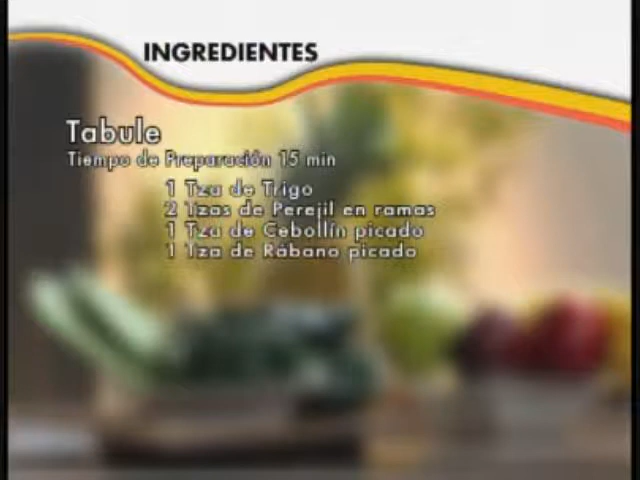 INGREDIENTES
Tabule
Tiempo de Preparación 15 min
1 Tza de Trigo
2 Tzas de Perejil en ramas
1 Tza de Cebollín picado
1 Tza de Rábano picado